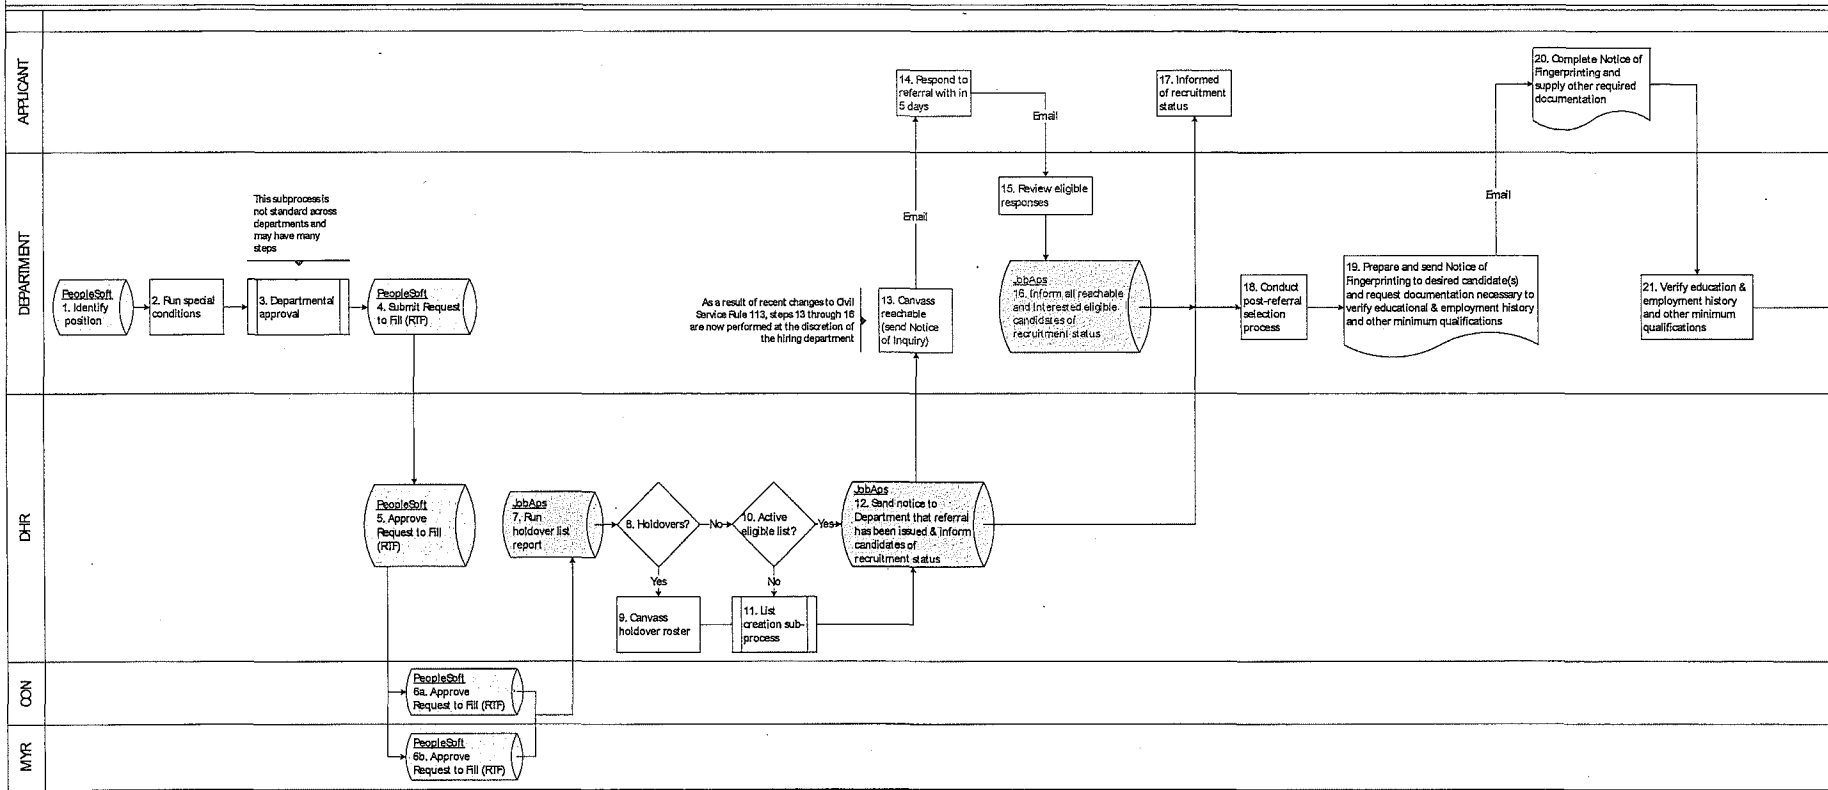 APPLICANT
14. Respond to
referral with in
5 days
Email
17. Informed
of recruitment
status
20. Complete Notice of
Fingerprinting and
supply other required
documentation
DEPARTMENT
This subprocess is
not standard across
departments and
may have many
steps
PeopleSoft
1. Identify
position
2. Run special
conditions
3. Departmental
approval
PeopleSoft
4. Submit Request
to Fill (RTF)
As a result of recent changes to Civil
Service Rule 113, steps 13 through 16
are now performed at the discretion of
the hiring department
13. Canvass
reachable
(send Notice
of Inquiry)
Email
15. Review eligible
responses
JobAps
16. Inform all reachable
and interested eligible
candidates of
recruitment status
18. Conduct
post-referral
selection
process
19. Prepare and send Notice of
Fingerprinting to desired candidate(s)
and request documentation necessary to
verify educational & employment history
and other minimum qualifications
Email
21. Verify education &
employment history
and other minimum
qualifications
DHR
PeopleSoft
5. Approve
Request to Fill
(RTF)
JobAps
7. Run
holdover list
report
8. Holdovers?
No
10. Active
eligible list?
Yes
JobAps
12. Send notice to
Department that referral
has been issued & inform
candidates of
recruitment status
Yes
No
9. Canvass
holdover roster
11. List
creation sub-
process
CON
PeopleSoft
6a. Approve
Request to Fill (RTF)
MYR
PeopleSoft
6b. Approve
Request to Fill (RTF)